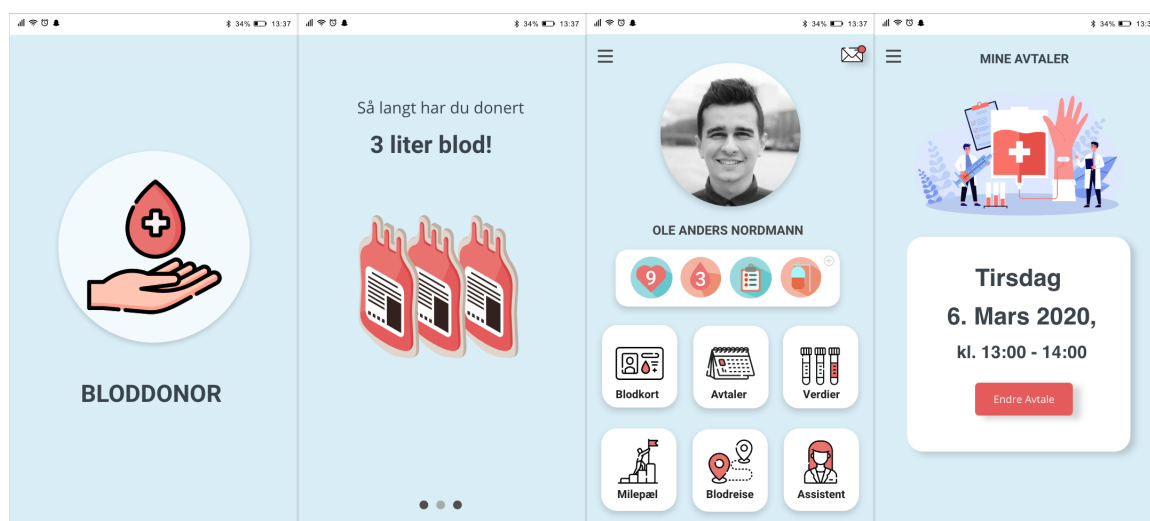 34% 13:37
BLODDONOR
34% 13:37
Så langt har du donert
3 liter blod!
34% 13:37
OLE ANDERS NORDMANN
9 3
Blodkort Avtaler Verdier
Milepæl Blodreise Assistent
34% 13:3
MINE AVTALER
Tirsdag
6. Mars 2020,
kl. 13:00 - 14:00
Endre Avtale